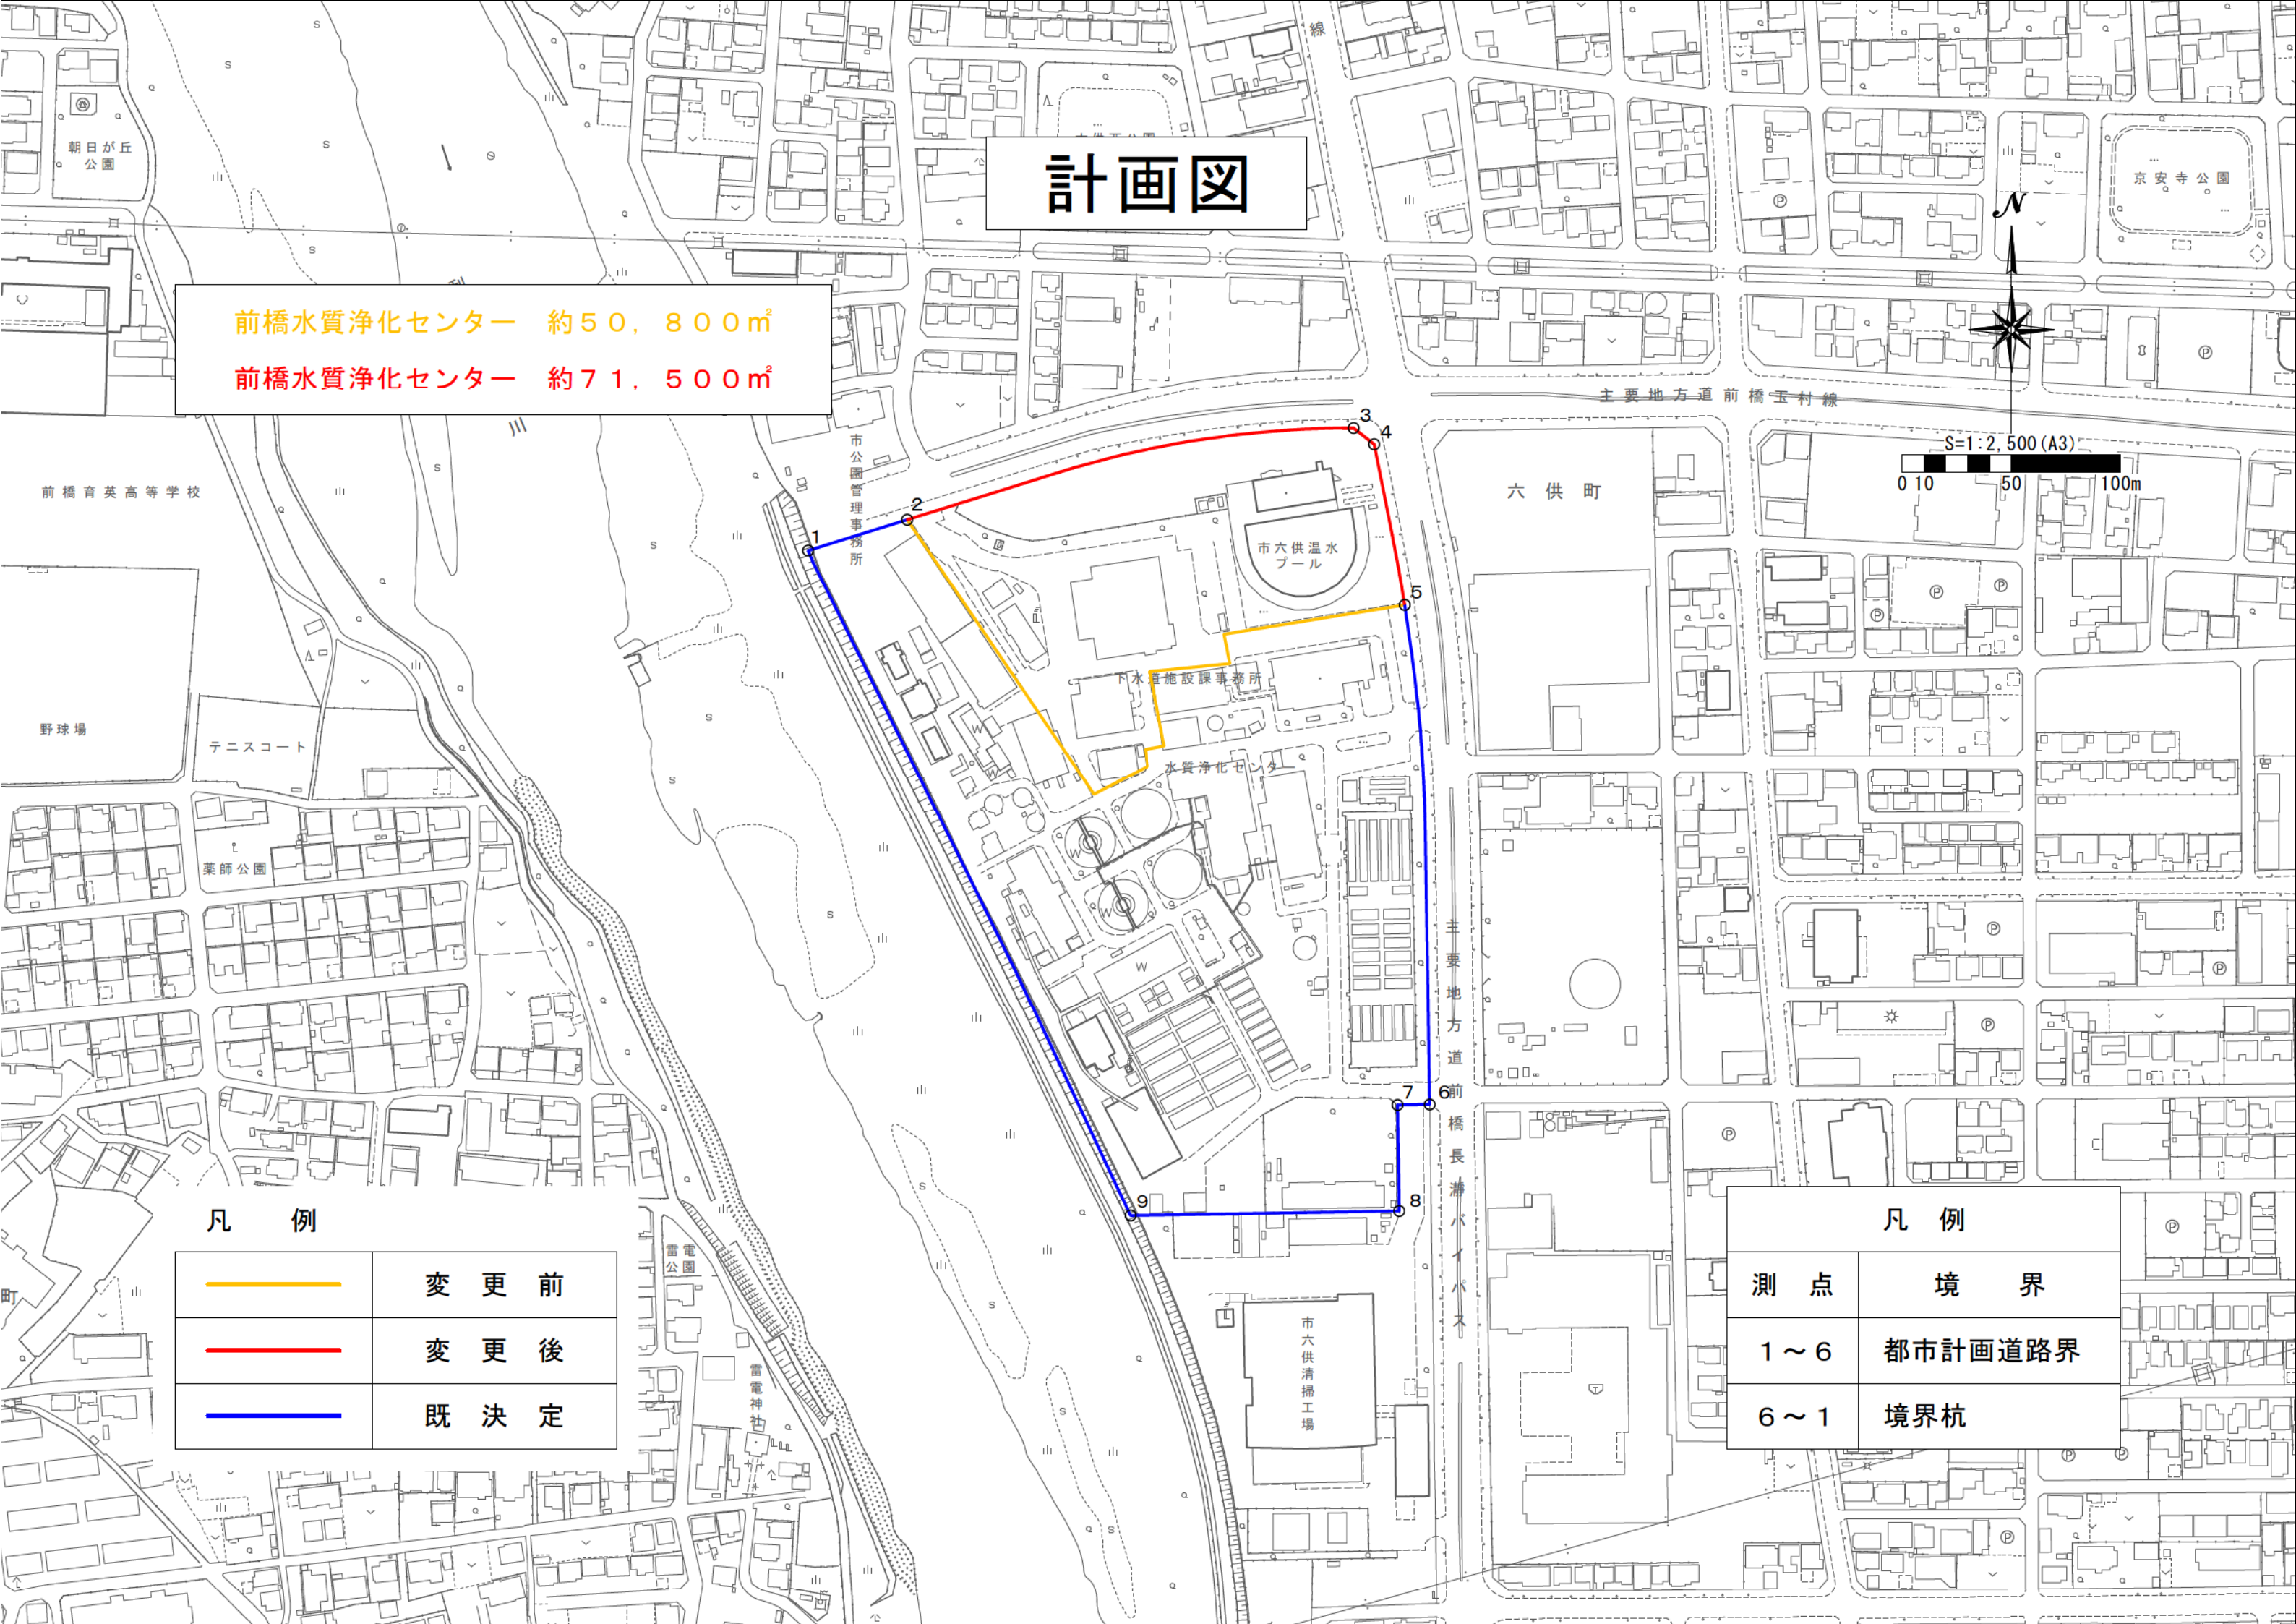 計画図
前橋水質浄化センター　約５０，８００㎡
前橋水質浄化センター　約７１，５００㎡
朝日が丘
公園
線
京安寺公園
N
主要地方道前橋玉村線
S=1:2,500(A3)
0 10 50 100m
川
市公園管理事務所
前橋育英高等学校
六供町
市六供温水
プール
下水道施設課事務所
水質浄化センター
野球場
テニスコート
薬師公園
主要地方道前橋長瀞バイパス
1
2
3
4
5
6
7
8
9
雷電
公園
雷電神社
市六供清掃工場
町
凡　例
変　更　前
変　更　後
既　決　定
凡　例
測　点　境　界
１～６　都市計画道路界
６～１　境界杭